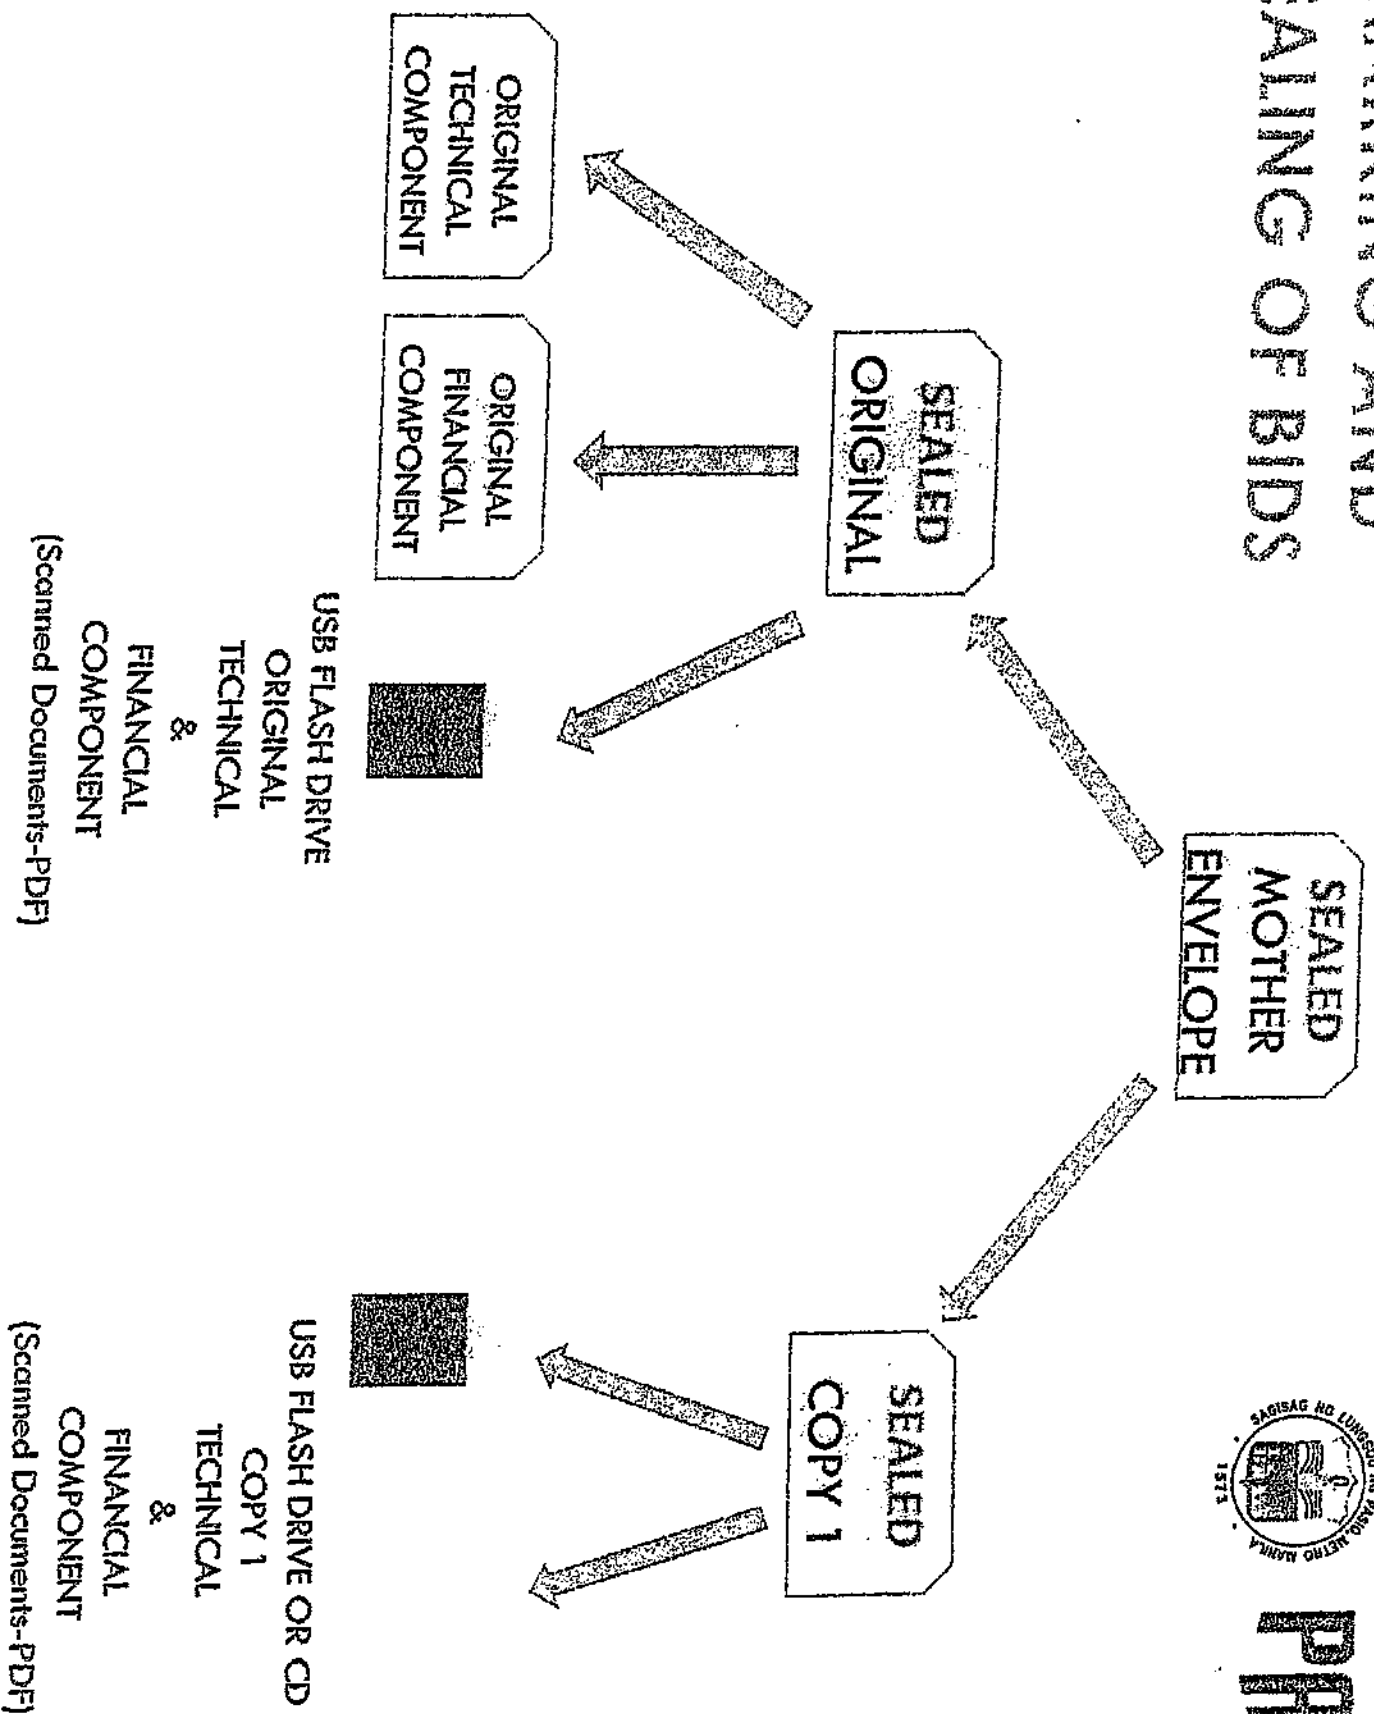 AND
EALING OF BIDS
SAGISAG NG LUNGSOD NG PASIG METRO MANILA
1573
SEALED
MOTHER
ENVELOPE
SEALED
ORIGINAL
SEALED
COPY 1
ORIGINAL
TECHNICAL
COMPONENT
ORIGINAL
FINANCIAL
COMPONENT
USB FLASH DRIVE
ORIGINAL
TECHNICAL
&
FINANCIAL
COMPONENT
(Scanned Documents-PDF)
USB FLASH DRIVE OR CD
COPY 1
TECHNICAL
&
FINANCIAL
COMPONENT
(Scanned Documents-PDF)